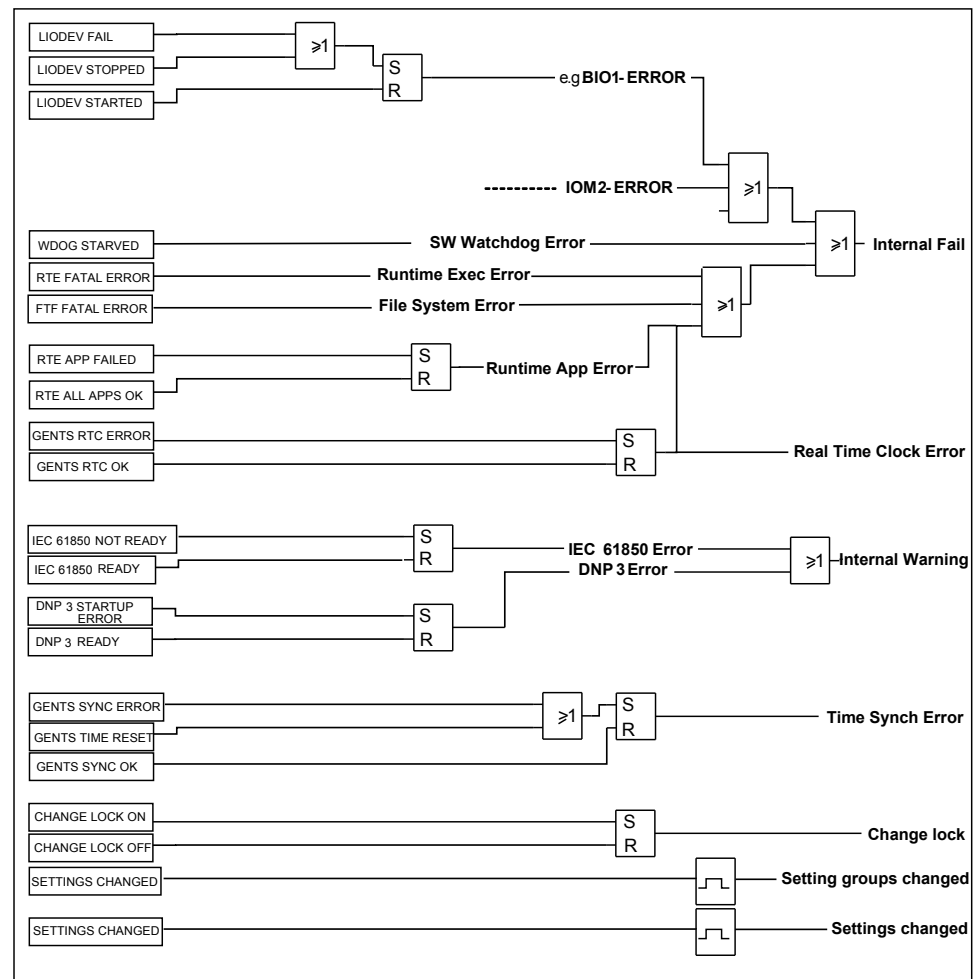 LIODEV FAIL
≥1
LIODEV STOPPED
S
e.g BIO1- ERROR
R
LIODEV STARTED
IOM2- ERROR
≥1
WDOG STARVED
SW Watchdog Error
≥1
Internal Fail
RTE FATAL ERROR
Runtime Exec Error
FTF FATAL ERROR
File System Error
≥1
RTE APP FAILED
S
Runtime App Error
R
RTE ALL APPS OK
GENTS RTC ERROR
S
Real Time Clock Error
GENTS RTC OK
R
IEC 61850 NOT READY
S
IEC 61850 Error
IEC 61850 READY
R
DNP 3 Error
≥1
Internal Warning
DNP 3 STARTUP
ERROR
S
DNP 3 READY
R
GENTS SYNC ERROR
≥1
S
Time Synch Error
GENTS TIME RESET
R
GENTS SYNC OK
CHANGE LOCK ON
S
Change lock
CHANGE LOCK OFF
R
SETTINGS CHANGED
Setting groups changed
SETTINGS CHANGED
Settings changed